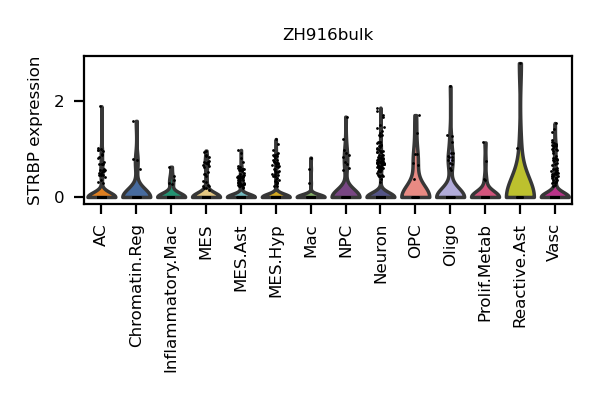 ZH916bulk
STRBP expression
2
0
AC
Chromatin.Reg
Inflammatory.Mac
MES
MES.Ast
MES.Hyp
Mac
NPC
Neuron
OPC
Oligo
Prolif.Metab
Reactive.Ast
Vasc